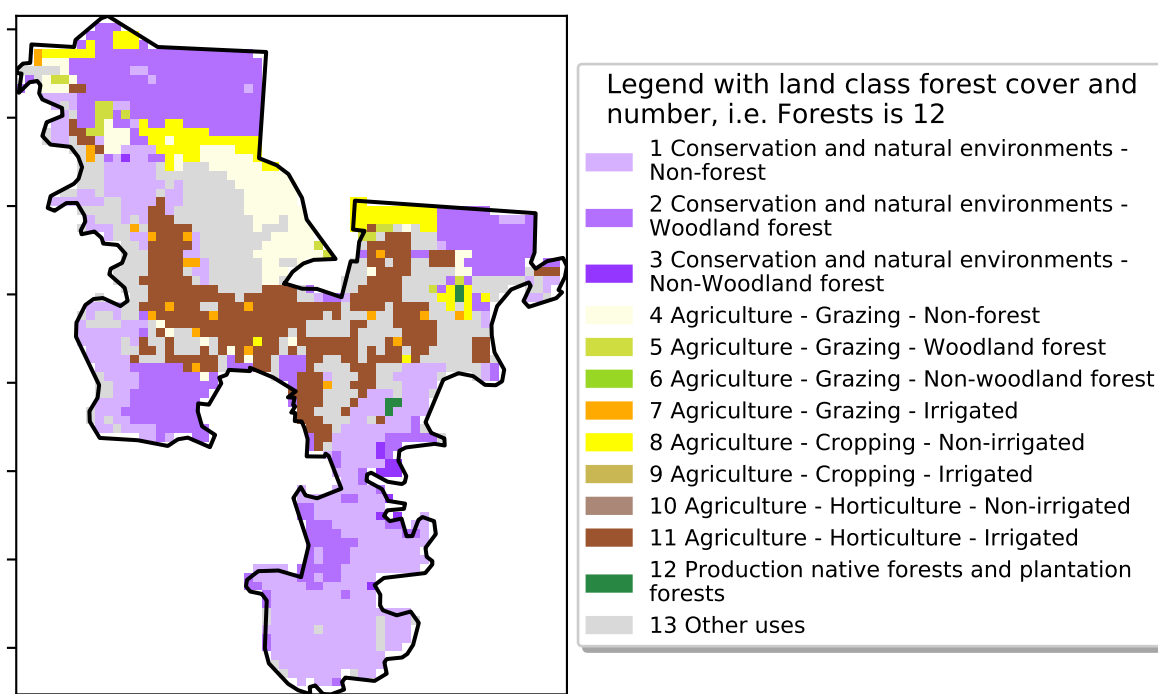 Legend with land class forest cover and
number, i.e. Forests is 12
1 Conservation and natural environments -
Non-forest
2 Conservation and natural environments -
Woodland forest
3 Conservation and natural environments -
Non-Woodland forest
4 Agriculture - Grazing - Non-forest
5 Agriculture - Grazing - Woodland forest
6 Agriculture - Grazing - Non-woodland forest
7 Agriculture - Grazing - Irrigated
8 Agriculture - Cropping - Non-irrigated
9 Agriculture - Cropping - Irrigated
10 Agriculture - Horticulture - Non-irrigated
11 Agriculture - Horticulture - Irrigated
12 Production native forests and plantation
forests
13 Other uses